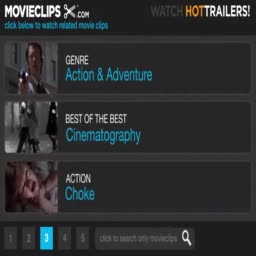 MOVIECLIPS .COM
WATCH HOTTRAILERS!
click below to watch related movie clips
GENRE
Action & Adventure
BEST OF THE BEST
Cinematography
ACTION
Choke
1 2 3 4 5 click to search only movieclips